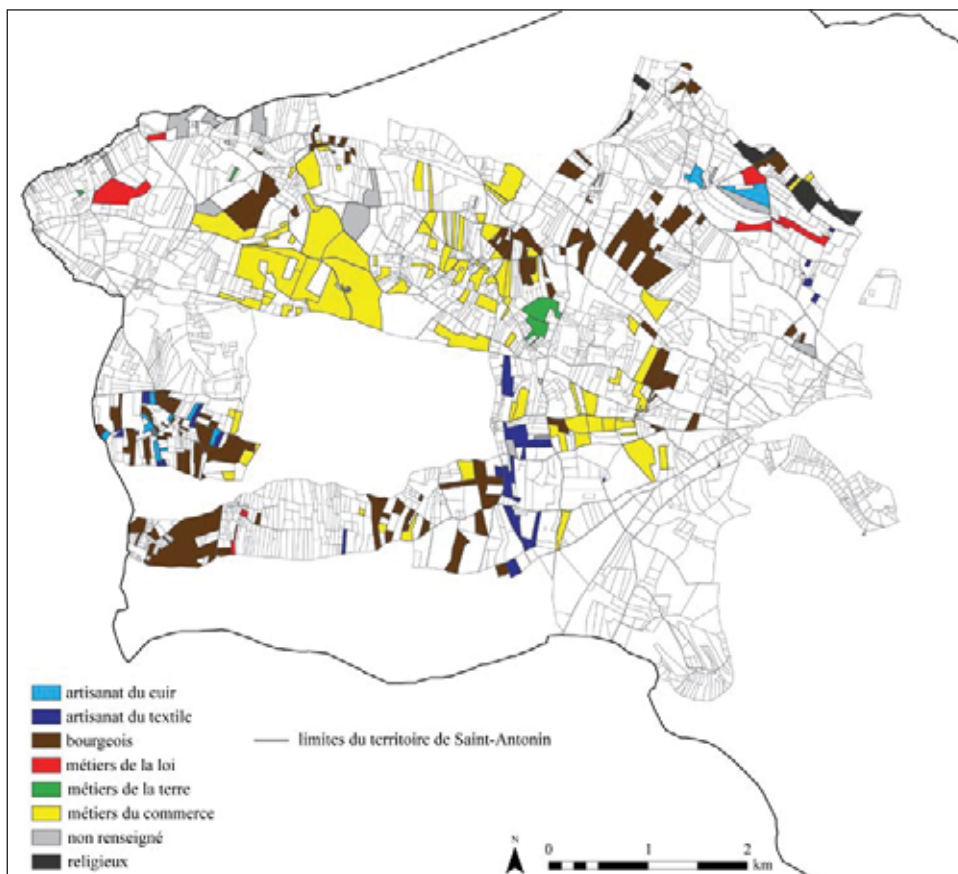 artisanat du cuir
artisanat du textile
bourgeois
métiers de la loi
métiers de la terre
métiers du commerce
non renseigné
religieux
limites du territoire de Saint-Antonin
N
0 1 2
km